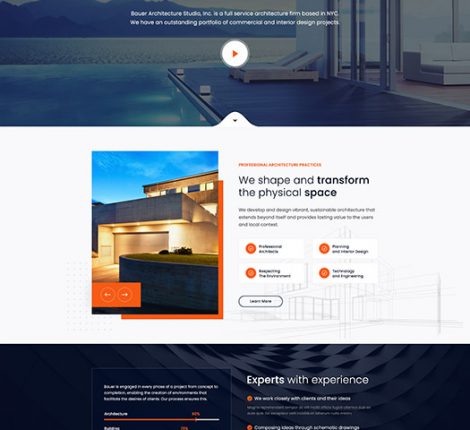 Bauer Architecture Studio, Inc. is a full service architecture firm based in NYC.
We have an outstanding portfolio of commercial and interior design projects.
PROFESSIONAL ARCHITECTURE PRACTICES
We shape and transform
the physical space
We develop and design vibrant, sustainable architecture that
extends beyond itself and provides lasting value to the users
and local context.
Professional
Architects
Planning
and Interior Design
Respecting
The Environment
Technology
and Engineering
Learn More
Bauer is engaged in every phase of a project from concept to
completion, enabling the creation of environments that
facilitate the desires of clients. Our process ensures this.
Architecture
80%
Building
Experts with experience
We work closely with clients and their ideas
Composing ideas through schematic drawings